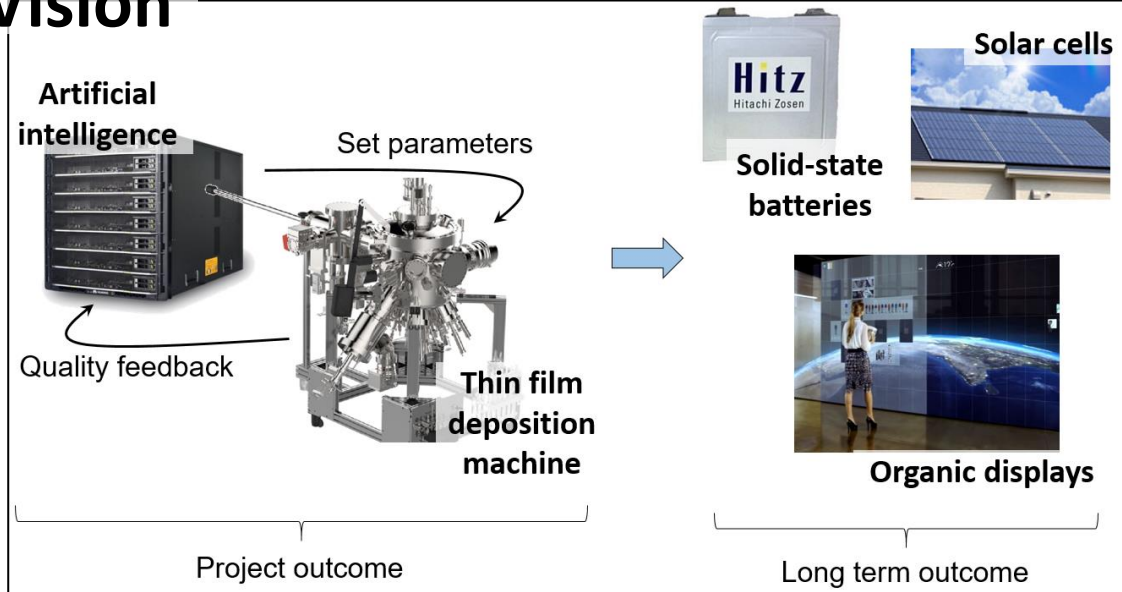 Vision
Artificial
intelligence
Set parameters
Quality feedback
Thin film
deposition
machine
Project outcome
Hitz
Hitachi Zosen
Solid-state
batteries
Solar cells
Organic displays
Long term outcome